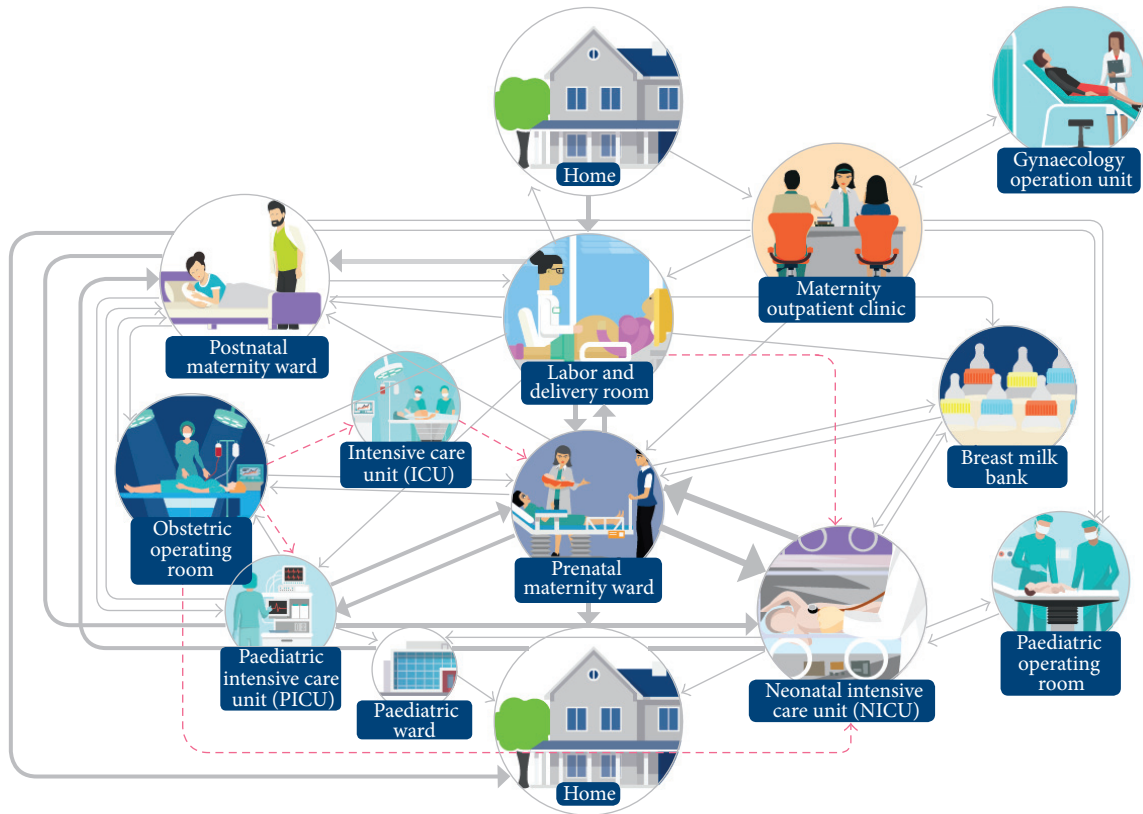 Home
Gynaecology
operation unit
Maternity
outpatient clinic
Postnatal
maternity ward
Labor and
delivery room
Intensive care
unit (ICU)
Breast milk
bank
Obstetric
operating
room
Prenatal
maternity ward
Paediatric
intensive care
unit (PICU)
Paediatric
ward
Neonatal intensive
care unit (NICU)
Paediatric
operating
room
Home